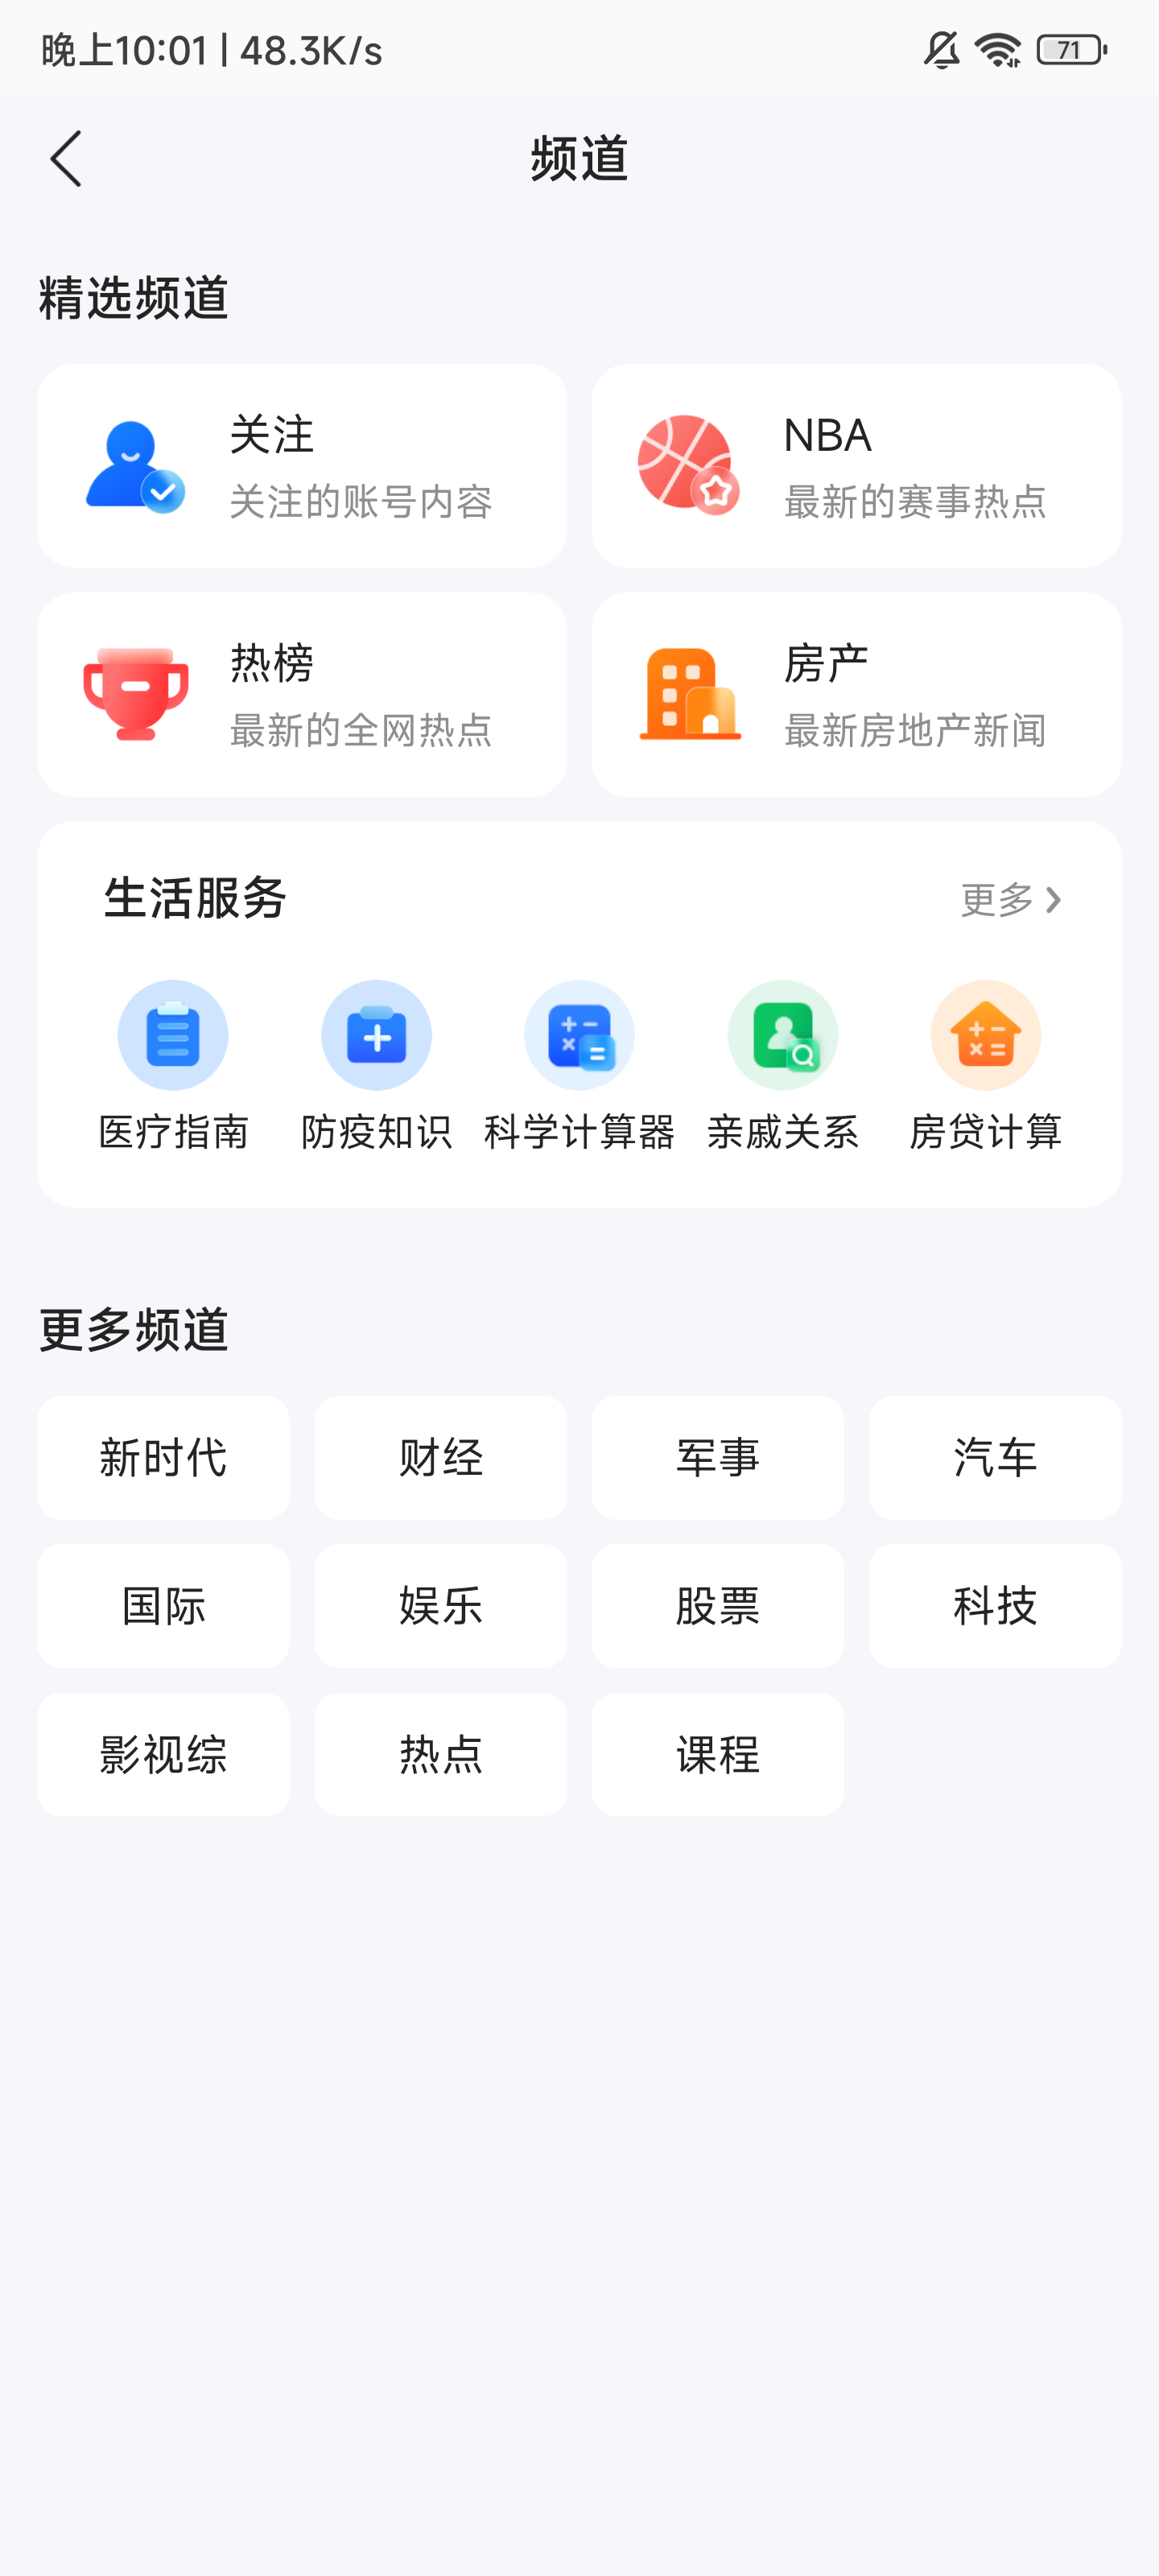 晚上10:01 | 48.3K/s
71
频道
精选频道
关注
关注的账号内容
NBA
最新的赛事热点
热榜
最新的全网热点
房产
最新房地产新闻
生活服务
更多
医疗指南
防疫知识
科学计算器
亲戚关系
房贷计算
更多频道
新时代
财经
军事
汽车
国际
娱乐
股票
科技
影视综
热点
课程